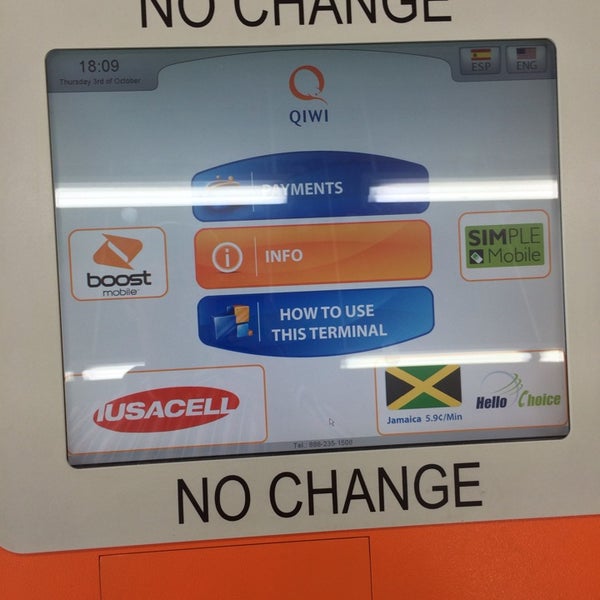 NO CHANGE
18:09
Thursday 3rd of October
ESP
ENG
QIWI
PAYMENTS
INFO
HOW TO USE
THIS TERMINAL
boost
mobile
SIMPLE
Mobile
IUSACELL
Jamaica 5.9¢/Min
Hello Choice
Tel.: 888-235-1500
NO CHANGE